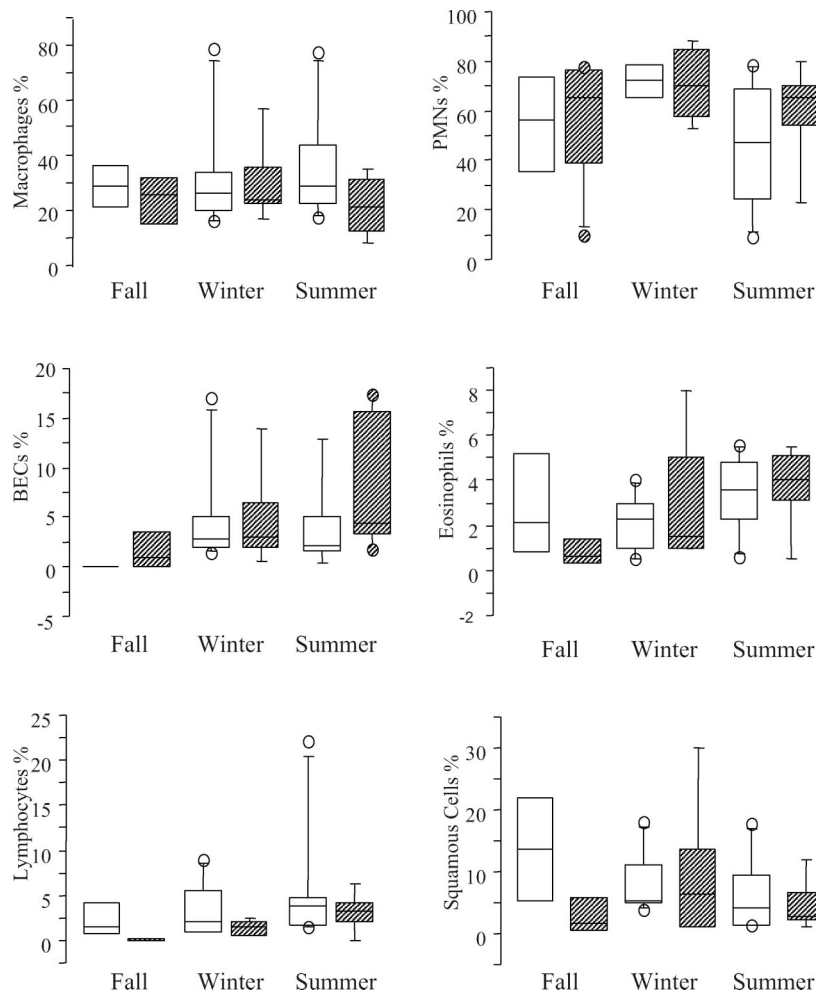 Macrophages %
80
60
40
20
0
Fall Winter Summer
PMNs %
100
80
60
40
20
0
Fall Winter Summer
BECs %
20
15
10
5
0
-5
Fall Winter Summer
Eosinophils %
8
6
4
2
0
-2
Fall Winter Summer
Lymphocytes %
25
20
15
10
5
0
Fall Winter Summer
Squamous Cells %
30
20
10
0
Fall Winter Summer